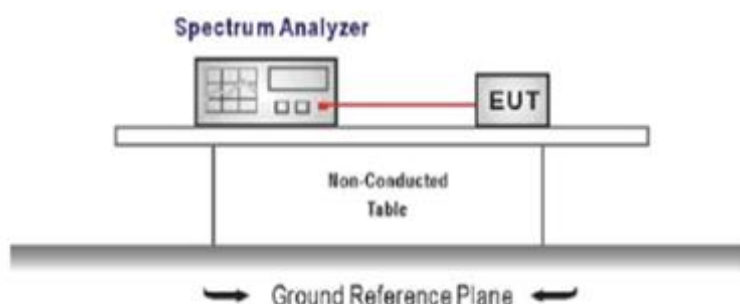 Spectrum Analyzer
EUT
Non-Conducted
Table
Ground Reference Plane